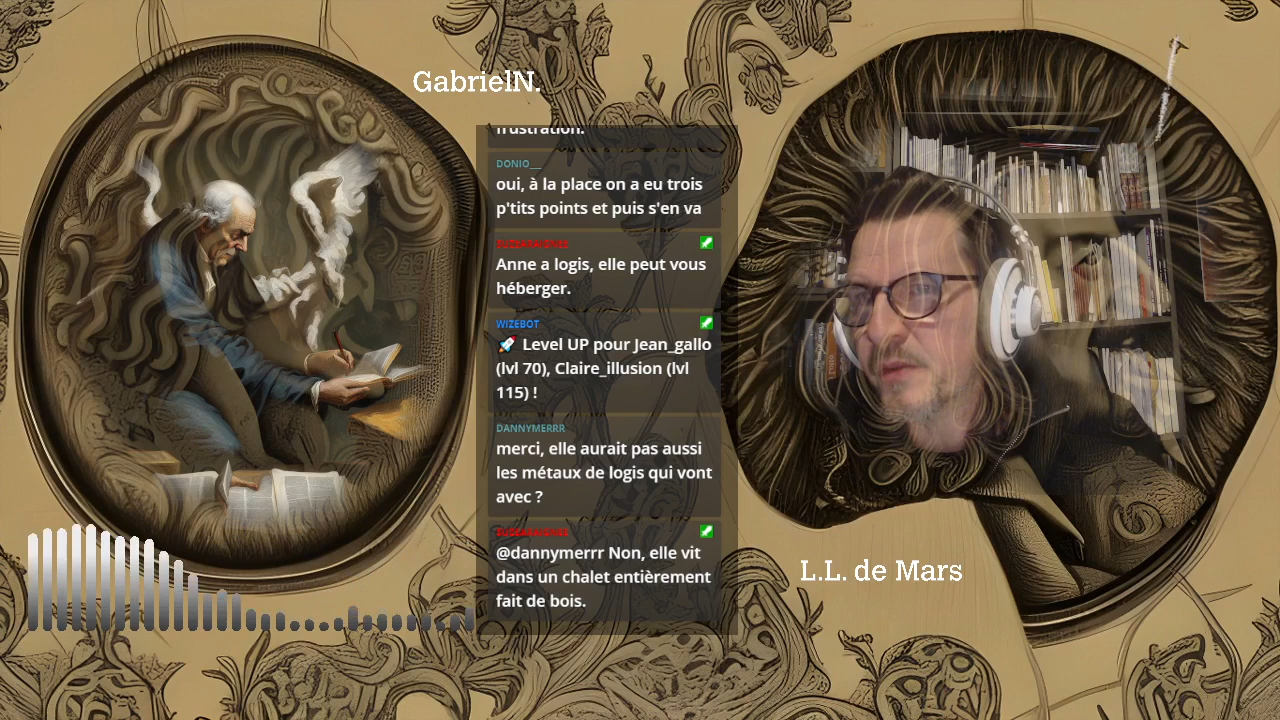 GabrielN.
frustration.
DONIO__
oui, à la place on a eu trois
p'tits points et puis s'en va
Anne a logis, elle peut vous
héberger.
WIZEBOT
🚀 Level UP pour Jean_gallo
(lvl 70), Claire_illusion (lvl
115) !
DANNYMERRR
merci, elle aurait pas aussi
les métaux de logis qui vont
avec ?
@dannymerrr Non, elle vit
dans un chalet entièrement
fait de bois.
L.L. de Mars